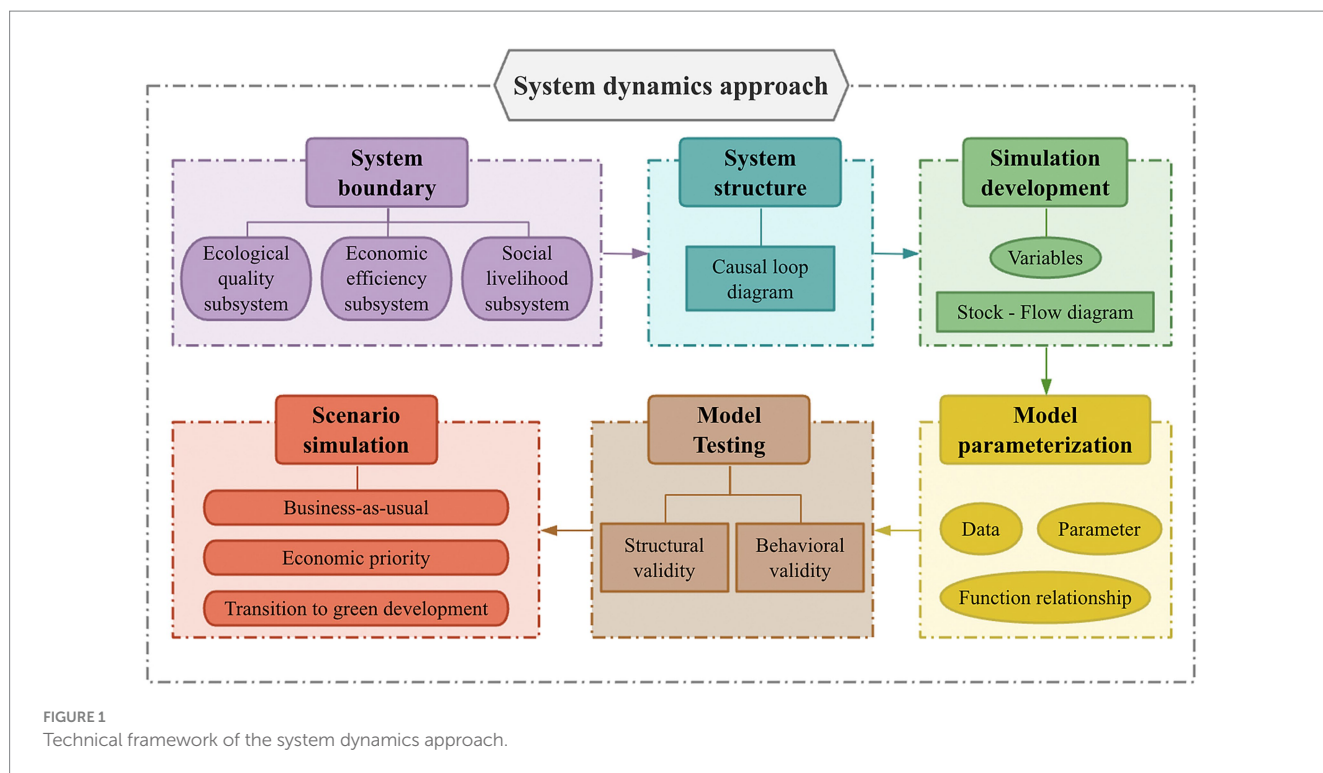 System dynamics approach
System
boundary
Ecological
quality
subsystem
Economic
efficiency
subsystem
Social
livelihood
subsystem
System
structure
Causal loop
diagram
Simulation
development
Variables
Stock - Flow diagram
Scenario
simulation
Business-as-usual
Economic priority
Transition to green development
Model
Testing
Structural
validity
Behavioral
validity
Model
parameterization
Data
Parameter
Function relationship
FIGURE 1
Technical framework of the system dynamics approach.